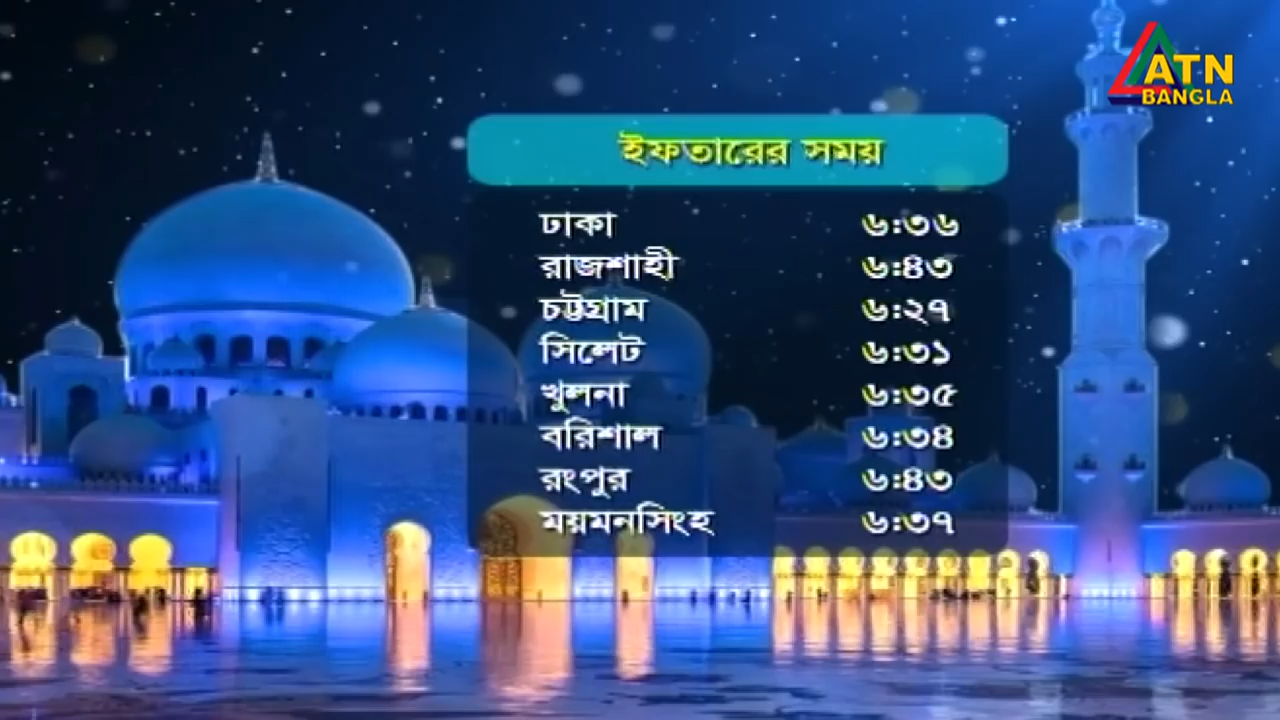 ATN
BANGLA
ইফতারের সময়
ঢাকা ৬:৩৬
রাজশাহী ৬:৪৩
চট্টগ্রাম ৬:২৭
সিলেট ৬:৩১
খুলনা ৬:৩৫
বরিশাল ৬:৩৪
রংপুর ৬:৪৩
ময়মনসিংহ ৬:৩৭